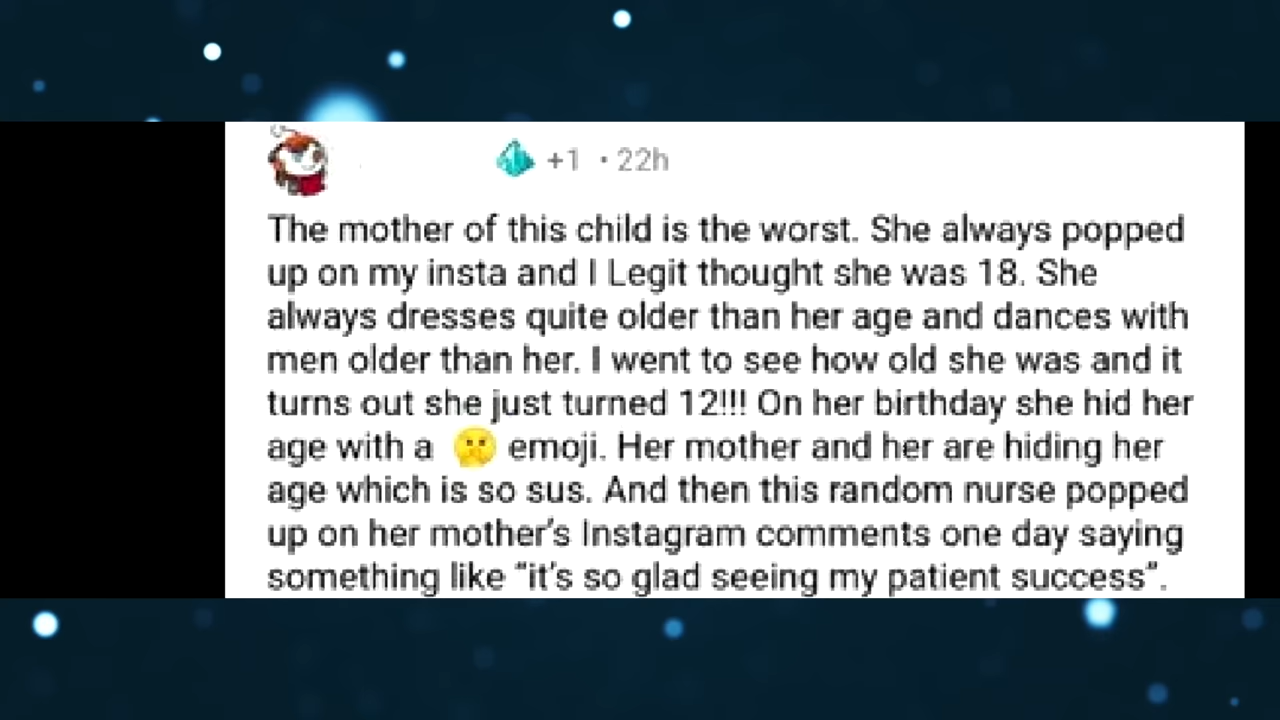 +1 • 22h
The mother of this child is the worst. She always popped
up on my insta and I Legit thought she was 18. She
always dresses quite older than her age and dances with
men older than her. I went to see how old she was and it
turns out she just turned 12!!! On her birthday she hid her
age with a 🤫 emoji. Her mother and her are hiding her
age which is so sus. And then this random nurse popped
up on her mother’s Instagram comments one day saying
something like “it’s so glad seeing my patient success”.